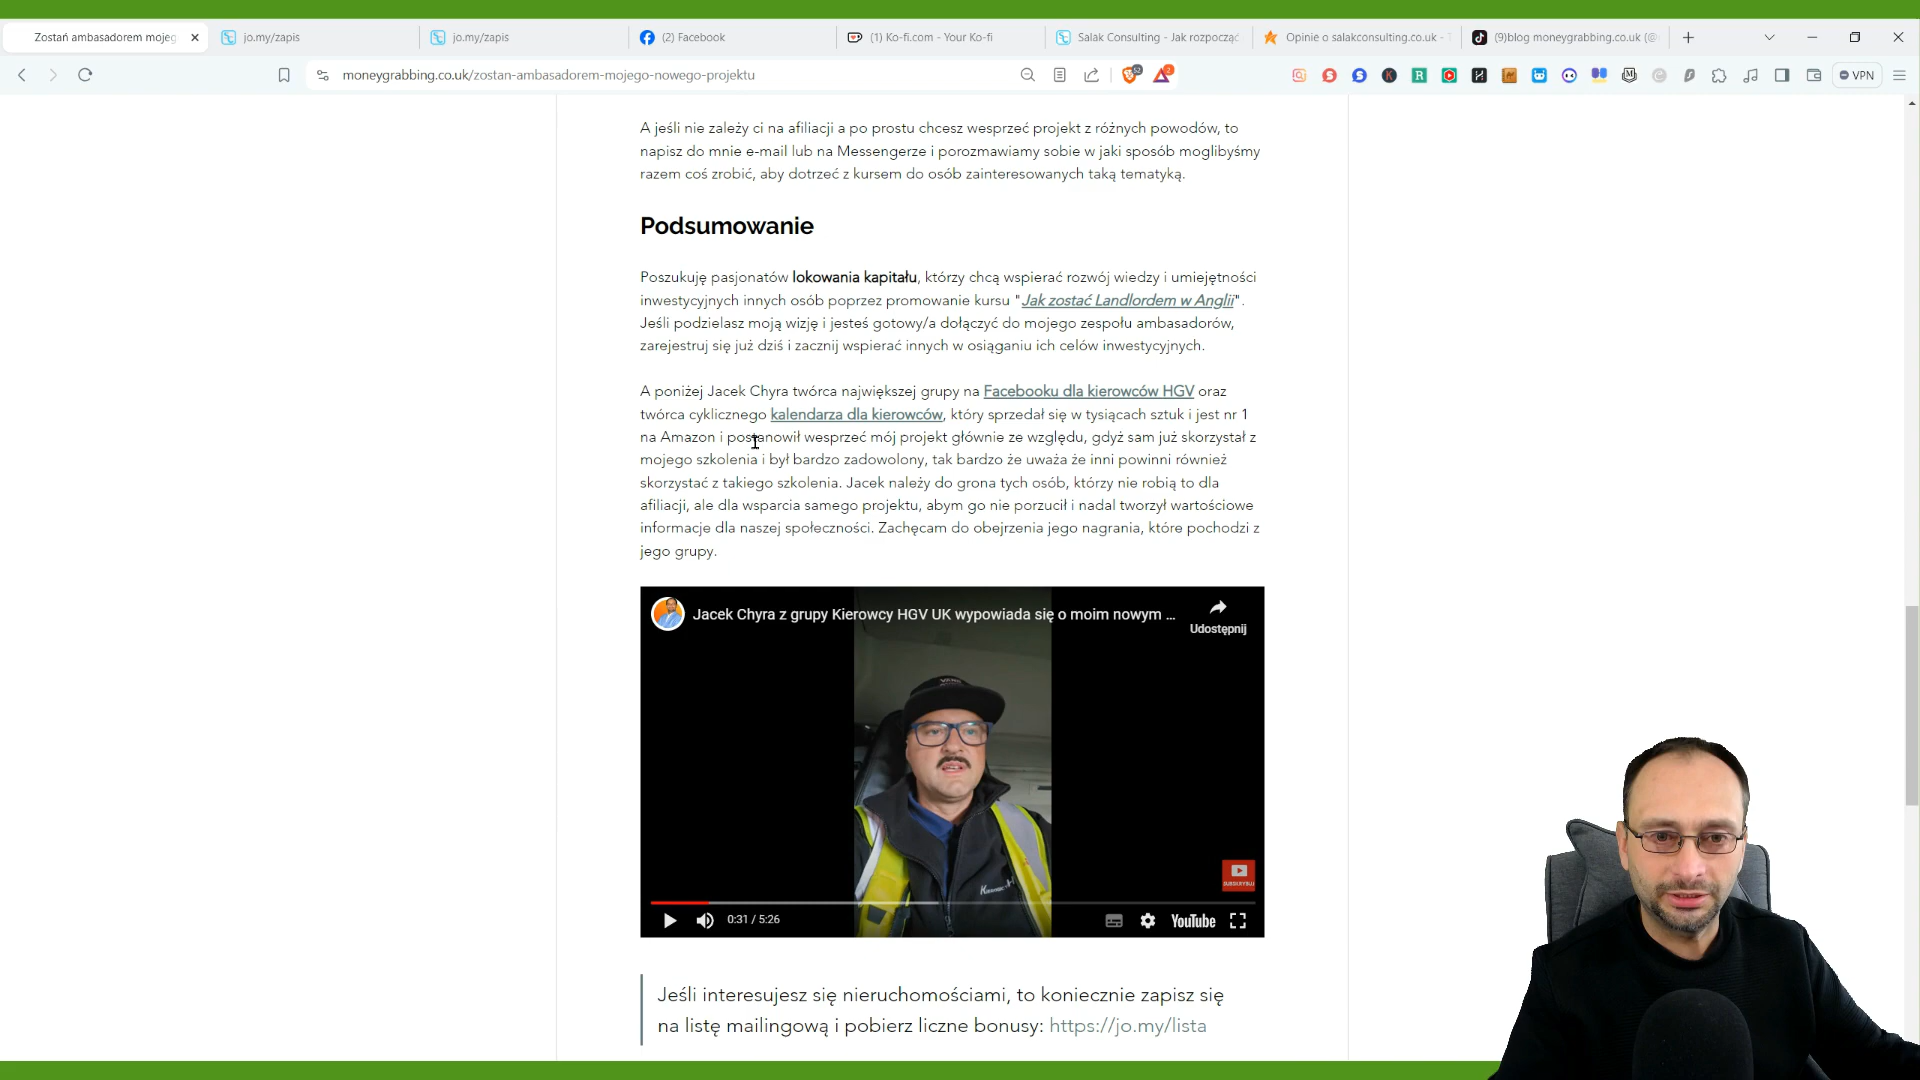 Zostań ambasadorem mojeg
jo.my/zapis
jo.my/zapis
(2) Facebook
(1) Ko-fi.com - Your Ko-fi
Salak Consulting - Jak rozpocząć
Opinie o salakconsulting.co.uk -
(9)blog moneygrabbing.co.uk (@
moneygrabbing.co.uk/zostan-ambasadorem-mojego-nowego-projektu
VPN
A jeśli nie zależy ci na afiliacji a po prostu chcesz wesprzeć projekt z różnych powodów, to
napisz do mnie e-mail lub na Messengerze i porozmawiamy sobie w jaki sposób moglibyśmy
razem coś zrobić, aby dotrzeć z kursem do osób zainteresowanych taką tematyką.
Podsumowanie
Poszukuję pasjonatów lokowania kapitału, którzy chcą wspierać rozwój wiedzy i umiejętności
inwestycyjnych innych osób poprzez promowanie kursu "Jak zostać Landlordem w Anglii".
Jeśli podzielasz moją wizję i jesteś gotowy/a dołączyć do mojego zespołu ambasadorów,
zarejestruj się już dziś i zacznij wspierać innych w osiąganiu ich celów inwestycyjnych.
A poniżej Jacek Chyra twórca największej grupy na Facebooku dla kierowców HGV oraz
twórca cyklicznego kalendarza dla kierowców, który sprzedał się w tysiącach sztuk i jest nr 1
na Amazon i postanowił wesprzeć mój projekt głównie ze względu, gdyż sam już skorzystał z
mojego szkolenia i był bardzo zadowolony, tak bardzo że uważa że inni powinni również
skorzystać z takiego szkolenia. Jacek należy do grona tych osób, którzy nie robią to dla
afiliacji, ale dla wsparcia samego projektu, abym go nie porzucił i nadal tworzył wartościowe
informacje dla naszej społeczności. Zachęcam do obejrzenia jego nagrania, które pochodzi z
jego grupy.
Jacek Chyra z grupy Kierowcy HGV UK wypowiada się o moim nowym ...
Udostępnij
SUBSKRYBUJ
0:31 / 5:26
YouTube
Jeśli interesujesz się nieruchomościami, to koniecznie zapisz się
na listę mailingową i pobierz liczne bonusy: https://jo.my/lista